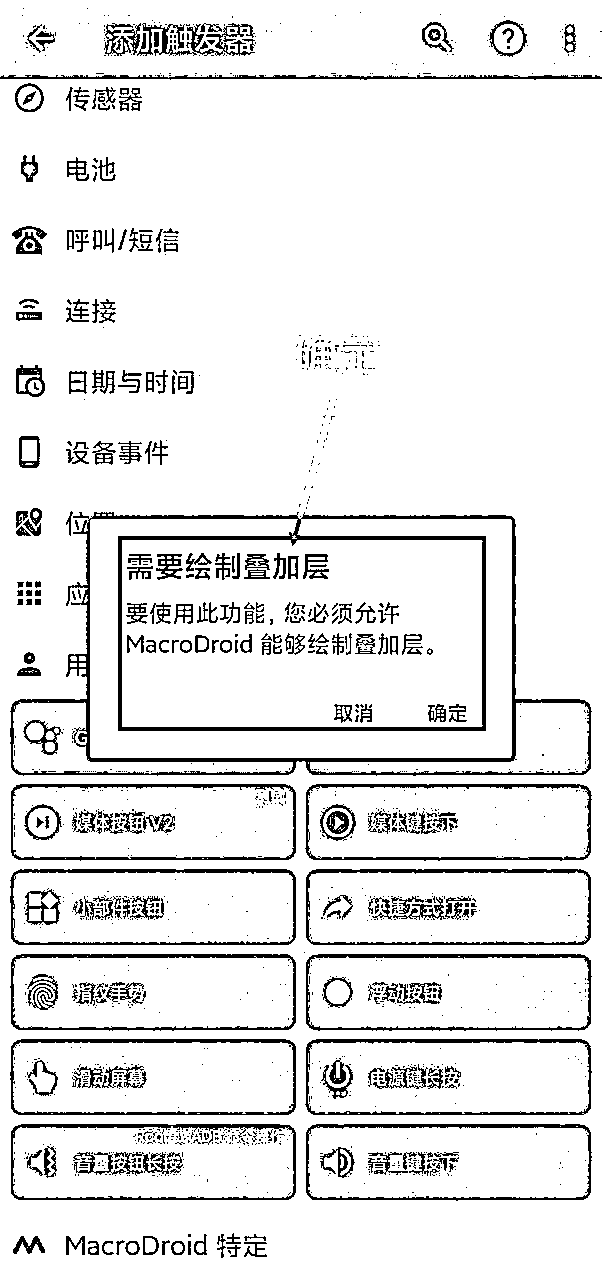 添加触发器
传感器
电池
呼叫/短信
连接
确定
日期与时间
设备事件
位置
需要绘制叠加层
应
要使用此功能，您必须允许
MacroDroid 能够绘制叠加层。
用
取消 确定
G
媒体按钮V2 媒体键按下
小部件按钮 快捷方式打开
指纹手势 浮动按钮
滑动屏幕 电源键长按
音量按钮长按 音量键按下
MacroDroid 特定